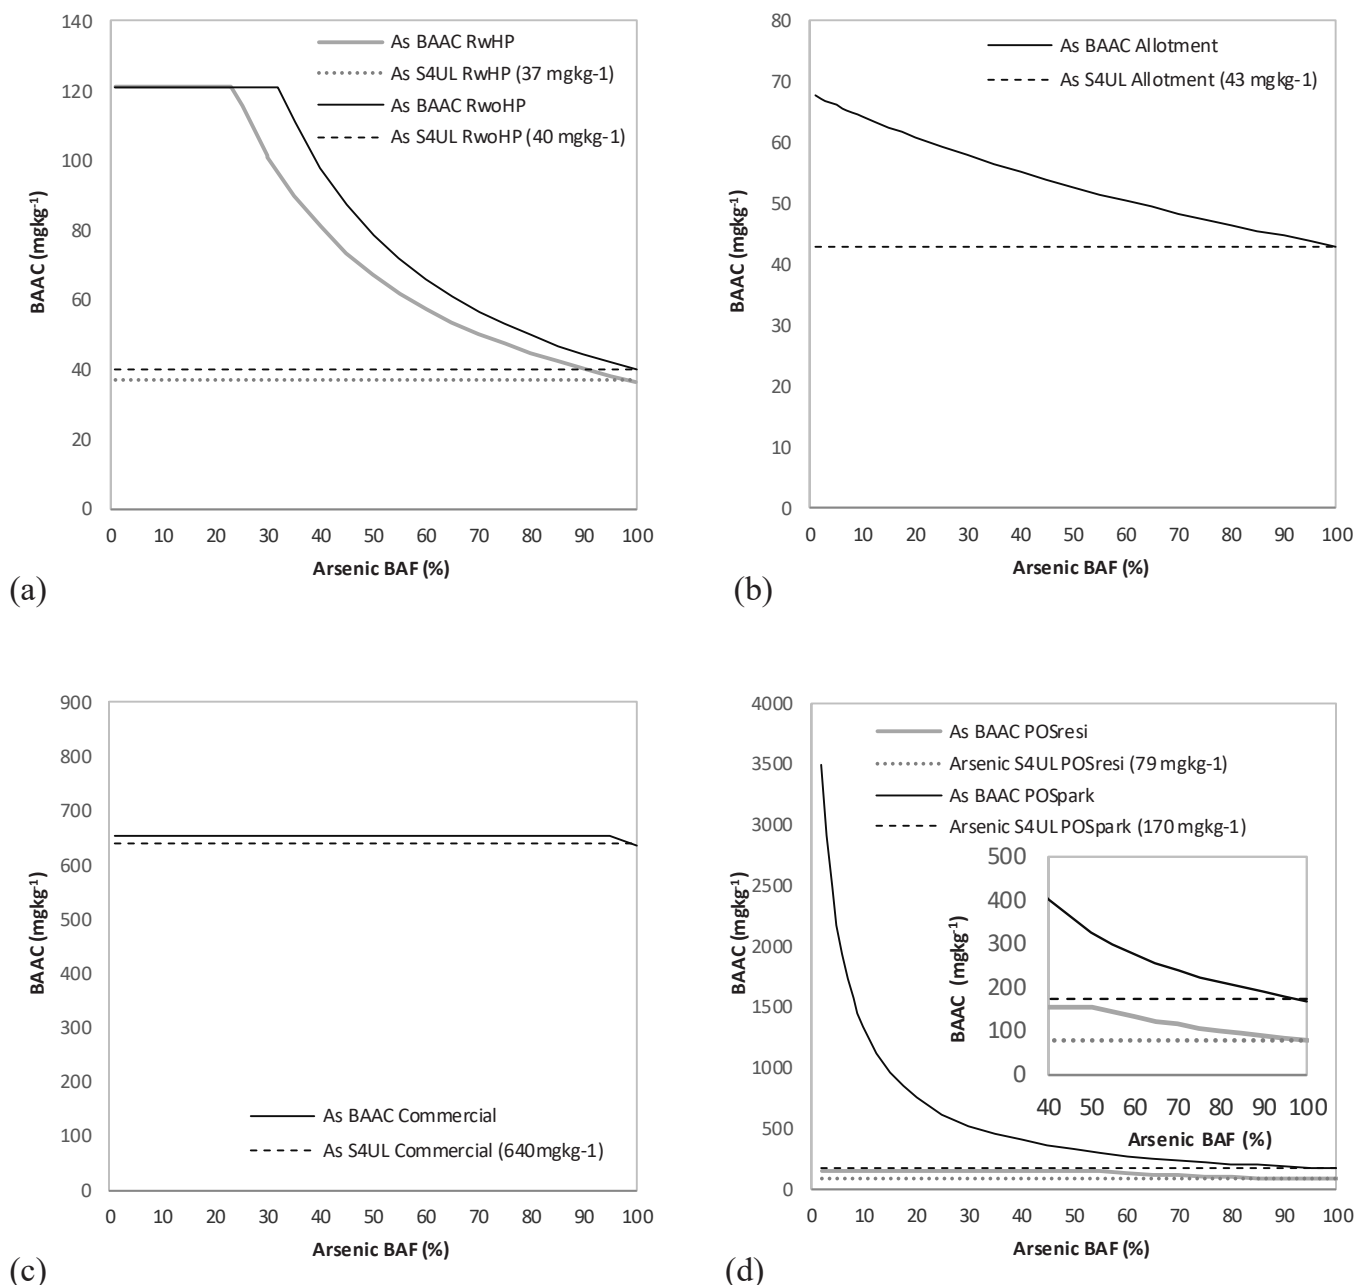 140
120
100
80
60
40
20
0
BAAC (mgkg-1)
As BAAC RwHP
As S4UL RwHP (37 mgkg-1)
As BAAC RwoHP
As S4UL RwoHP (40 mgkg-1)
0 10 20 30 40 50 60 70 80 90 100
Arsenic BAF (%)
(a)
80
70
60
50
40
30
20
10
0
BAAC (mgkg-1)
As BAAC Allotment
As S4UL Allotment (43 mgkg-1)
0 10 20 30 40 50 60 70 80 90 100
Arsenic BAF (%)
(b)
900
800
700
600
500
400
300
200
100
0
BAAC (mgkg-1)
As BAAC Commercial
As S4UL Commercial (640mgkg-1)
0 10 20 30 40 50 60 70 80 90 100
Arsenic BAF (%)
(c)
4000
3500
3000
2500
2000
1500
1000
500
0
BAAC (mgkg-1)
As BAAC POSresi
Arsenic S4UL POSresi (79 mgkg-1)
As BAAC POSpark
Arsenic S4UL POSpark (170 mgkg-1)
500
400
300
200
100
0
BAAC (mgkg-1)
40 50 60 70 80 90 100
Arsenic BAF (%)
0 10 20 30 40 50 60 70 80 90 100
Arsenic BAF (%)
(d)